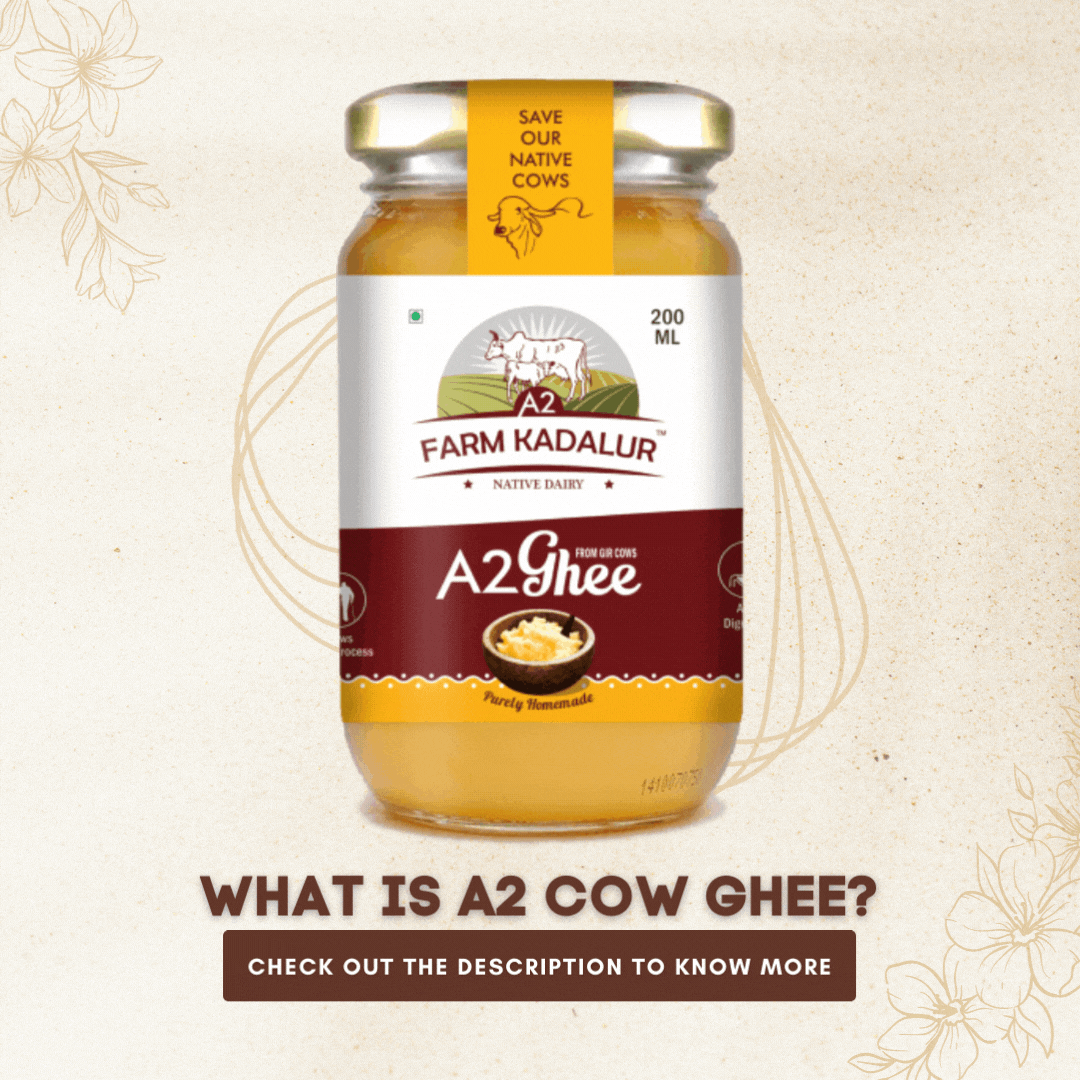 SAVE
OUR
NATIVE
COWS
200
ML
A2
FARM KADALUR™
★ NATIVE DAIRY ★
A2 Ghee FROM GIR COWS
Purely Homemade
WHAT IS A2 COW GHEE?
CHECK OUT THE DESCRIPTION TO KNOW MORE